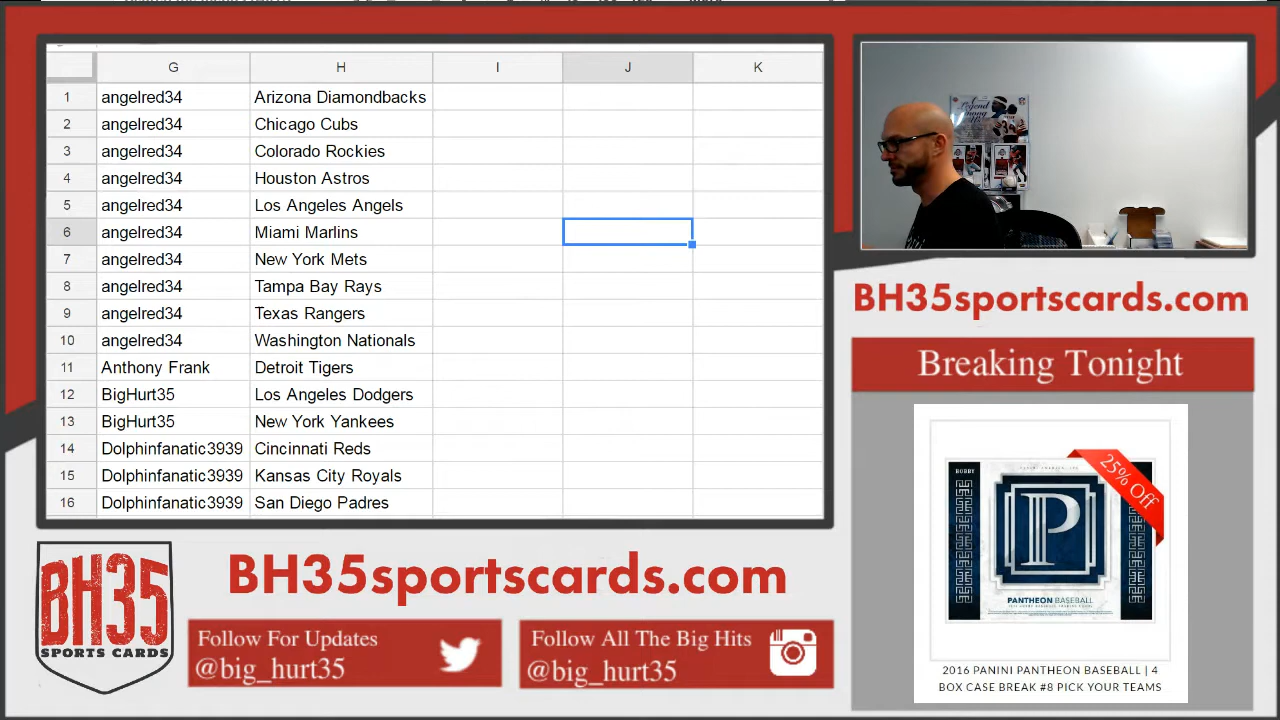 G H I J K
1 angelred34 Arizona Diamondbacks
2 angelred34 Chicago Cubs
3 angelred34 Colorado Rockies
4 angelred34 Houston Astros
5 angelred34 Los Angeles Angels
6 angelred34 Miami Marlins
7 angelred34 New York Mets
8 angelred34 Tampa Bay Rays
9 angelred34 Texas Rangers
10 angelred34 Washington Nationals
11 Anthony Frank Detroit Tigers
12 BigHurt35 Los Angeles Dodgers
13 BigHurt35 New York Yankees
14 Dolphinfanatic3939 Cincinnati Reds
15 Dolphinfanatic3939 Kansas City Royals
16 Dolphinfanatic3939 San Diego Padres
BH35sportscards.com
Breaking Tonight
25% Off
HOBBY
P
PANTHEON BASEBALL
2016 PANINI PANTHEON BASEBALL | 4
BOX CASE BREAK #8 PICK YOUR TEAMS
BH35
SPORTS CARDS
BH35sportscards.com
Follow For Updates
@big_hurt35
Follow All The Big Hits
@big_hurt35